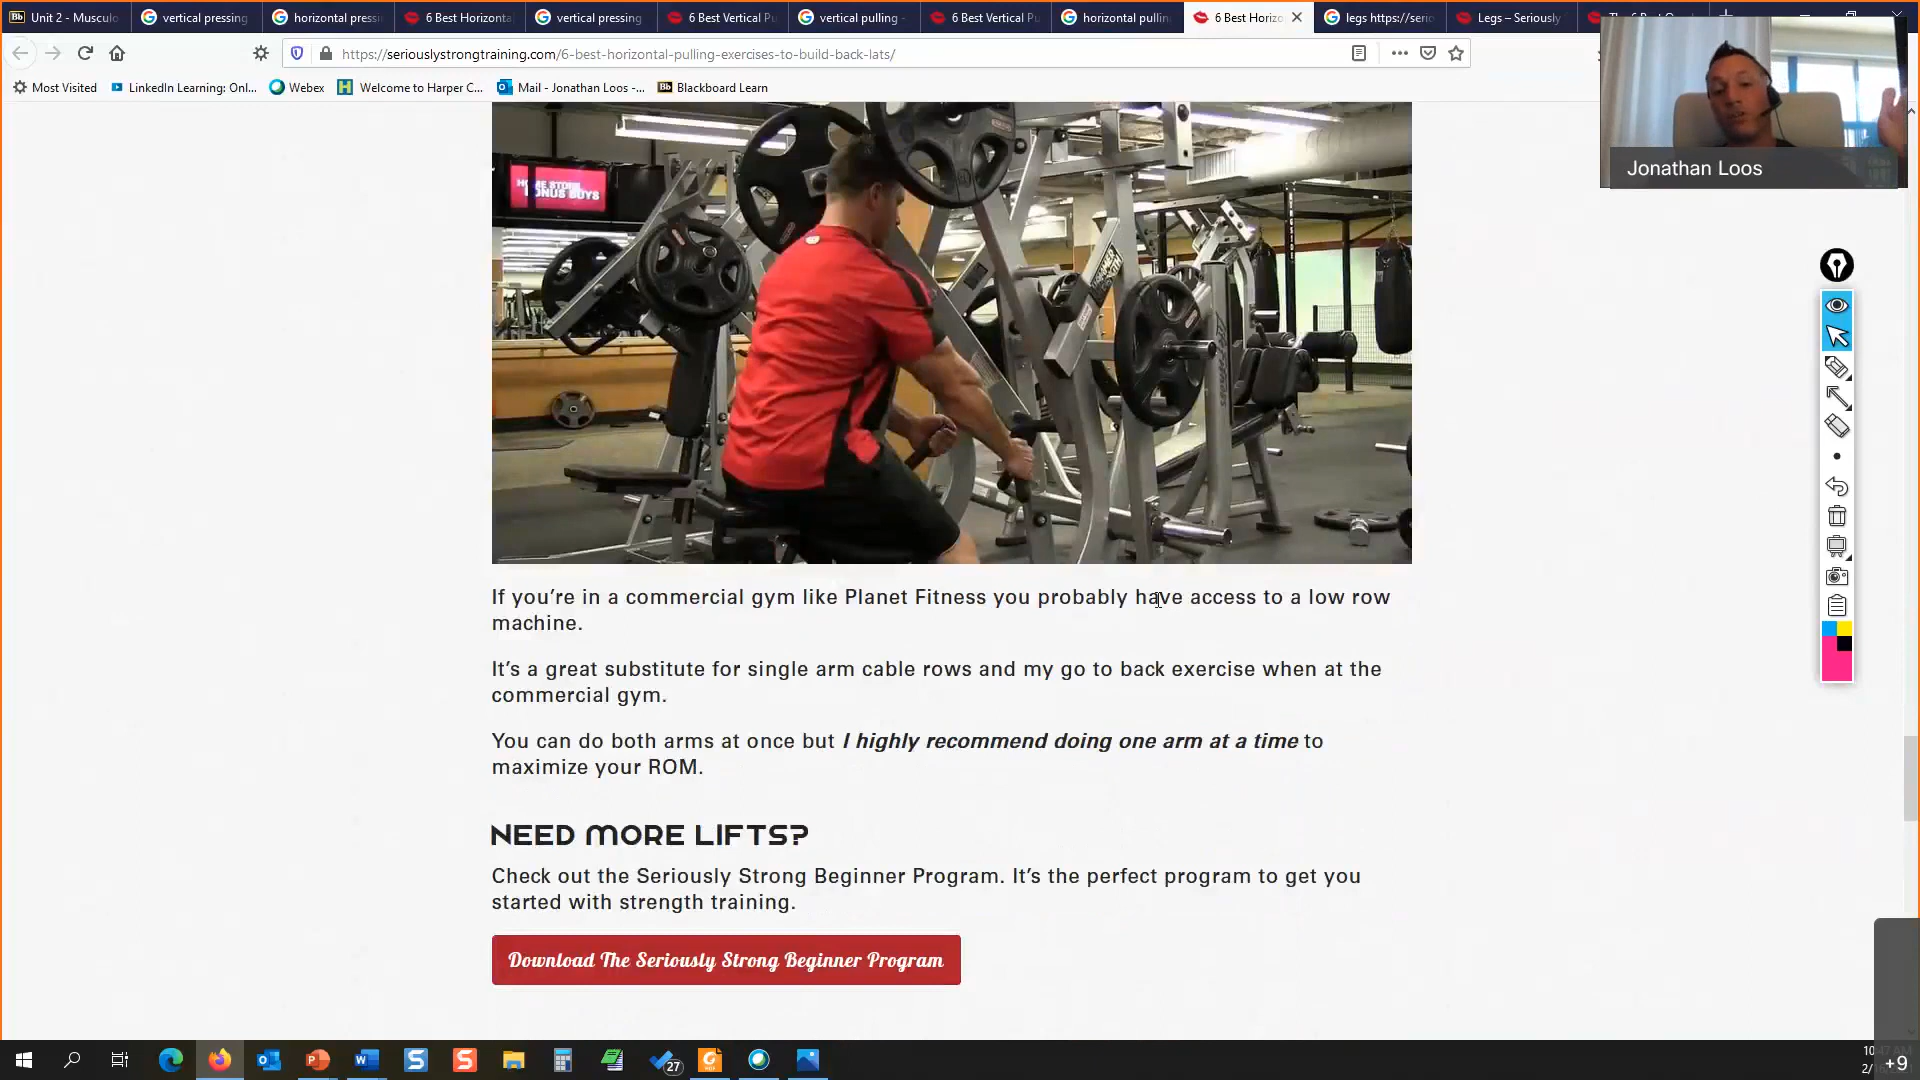 Unit 2 - Musculo
vertical pressing
horizontal pressi
6 Best Horizontal
vertical pressing
6 Best Vertical Pu
vertical pulling -
6 Best Vertical Pu
horizontal pullin
6 Best Horizo
legs https://serio
Legs – Seriously
https://seriouslystrongtraining.com/6-best-horizontal-pulling-exercises-to-build-back-lats/
Most Visited
LinkedIn Learning: Onl...
Webex
Welcome to Harper C...
Mail - Jonathan Loos -...
Blackboard Learn
Jonathan Loos
BONUS BUYS
If you’re in a commercial gym like Planet Fitness you probably have access to a low row
machine.
It’s a great substitute for single arm cable rows and my go to back exercise when at the
commercial gym.
You can do both arms at once but I highly recommend doing one arm at a time to
maximize your ROM.
NEED MORE LIFTS?
Check out the Seriously Strong Beginner Program. It’s the perfect program to get you
started with strength training.
Download The Seriously Strong Beginner Program
27
+9